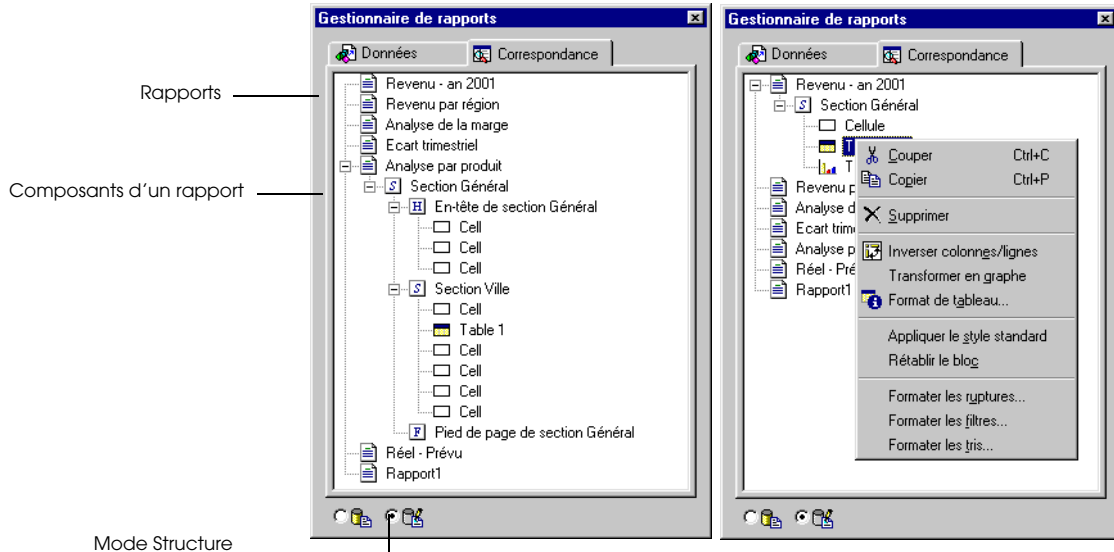 Gestionnaire de rapports
Données
Correspondance
Revenu - an 2001
Revenu par région
Analyse de la marge
Ecart trimestriel
Analyse par produit
S Section Général
H En-tête de section Général
Cell
Cell
Cell
S Section Ville
Cell
Table 1
Cell
Cell
Cell
Cell
F Pied de page de section Général
Réel - Prévu
Rapport1
Rapports
Composants d'un rapport
Mode Structure
Gestionnaire de rapports
Données
Correspondance
Revenu - an 2001
S Section Général
Cellule
T
T
Revenu p
Analyse d
Ecart trim
Analyse p
Réel - Pré
Rapport1
Couper Ctrl+C
Copier Ctrl+P
Supprimer
Inverser colonnes/lignes
Transformer en graphe
Format de tableau...
Appliquer le style standard
Rétablir le bloc
Formater les ruptures...
Formater les filtres...
Formater les tris...